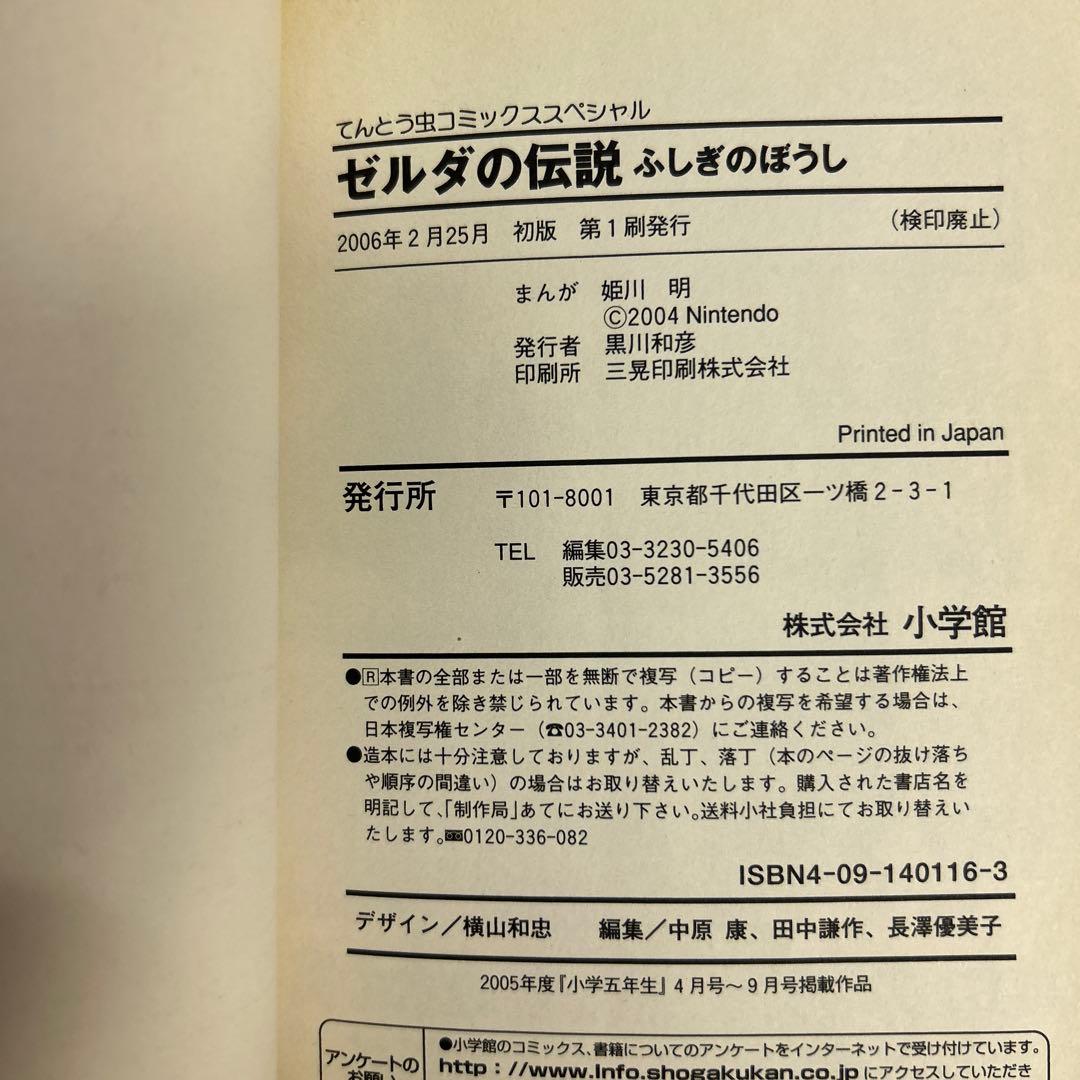 てんとう虫コミックススペシャル
ゼルダの伝説 ふしぎのぼうし
2006年2月25月 初版 第1刷発行 (検印廃止)
まんが 姫川 明
©2004 Nintendo
発行者 黒川和彦
印刷所 三晃印刷株式会社
Printed in Japan
発行所 〒101-8001 東京都千代田区一ツ橋2-3-1
TEL 編集03-3230-5406
販売03-5281-3556
株式会社 小学館
●🅁本書の全部または一部を無断で複写（コピー）することは著作権法上
での例外を除き禁じられています。本書からの複写を希望する場合は、
日本複写権センター（☎03-3401-2382）にご連絡ください。
●造本には十分注意しておりますが、乱丁、落丁（本のページの抜け落ち
や順序の間違い）の場合はお取り替えいたします。購入された書店名を
明記して、「制作局」あてにお送り下さい。送料小社負担にてお取り替えい
たします。0120-336-082
ISBN4-09-140116-3
デザイン／横山和忠 編集／中原 康、田中謙作、長澤優美子
2005年度『小学五年生』4月号〜9月号掲載作品
アンケートの
お願い
●小学館のコミックス、書籍についてのアンケートをインターネットで受け付けています。
http://www.info.shogakukan.co.jp にアクセスしていただき